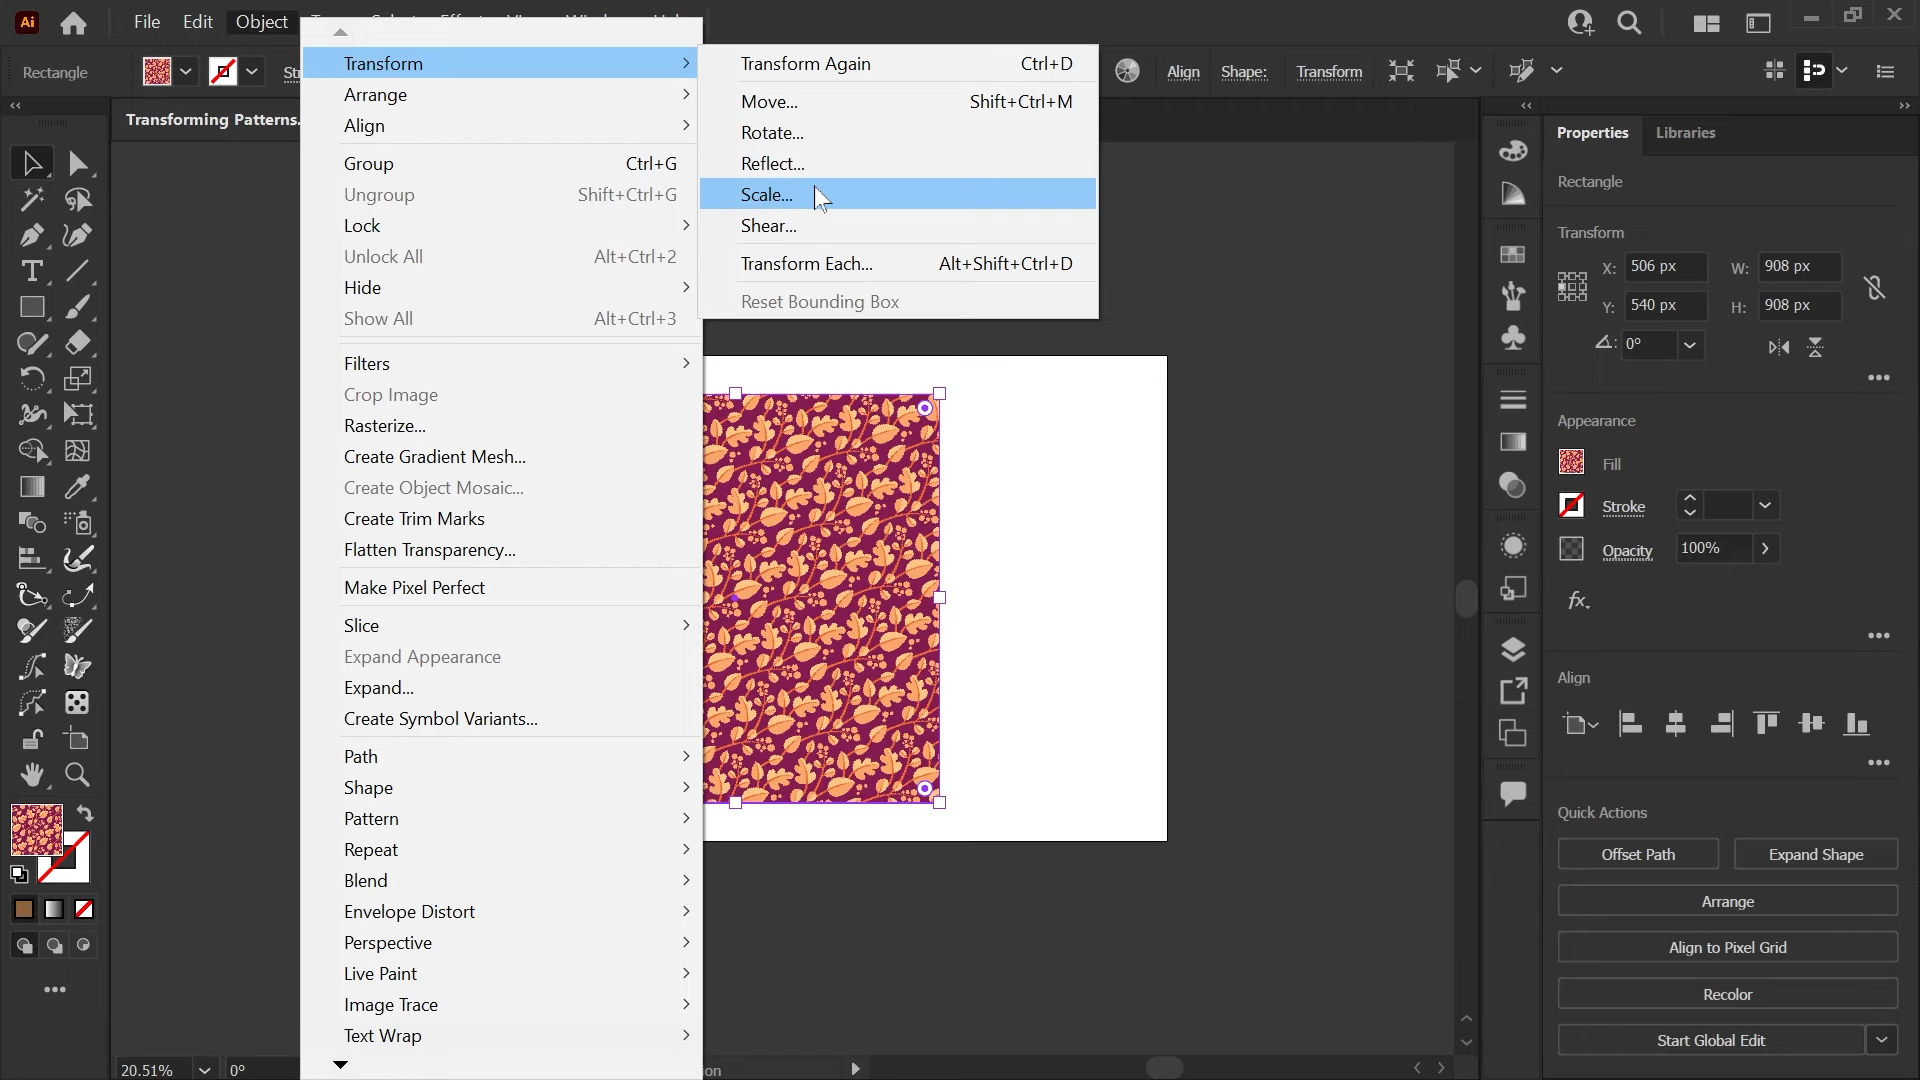 Ai
File Edit Object
Rectangle
Align
Shape:
Transform
Transforming Patterns.
Transform
Arrange
Align
Group Ctrl+G
Ungroup Shift+Ctrl+G
Lock
Unlock All Alt+Ctrl+2
Hide
Show All Alt+Ctrl+3
Filters
Crop Image
Rasterize...
Create Gradient Mesh...
Create Object Mosaic...
Create Trim Marks
Flatten Transparency...
Make Pixel Perfect
Slice
Expand Appearance
Expand...
Create Symbol Variants...
Path
Shape
Pattern
Repeat
Blend
Envelope Distort
Perspective
Live Paint
Image Trace
Text Wrap
Transform Again Ctrl+D
Move... Shift+Ctrl+M
Rotate...
Reflect...
Scale...
Shear...
Transform Each... Alt+Shift+Ctrl+D
Reset Bounding Box
Properties Libraries
Rectangle
Transform
X: 506 px W: 908 px
Y: 540 px H: 908 px
0°
Appearance
Fill
Stroke
Opacity 100%
fx.
Align
Quick Actions
Offset Path Expand Shape
Arrange
Align to Pixel Grid
Recolor
Start Global Edit
20.51% 0°